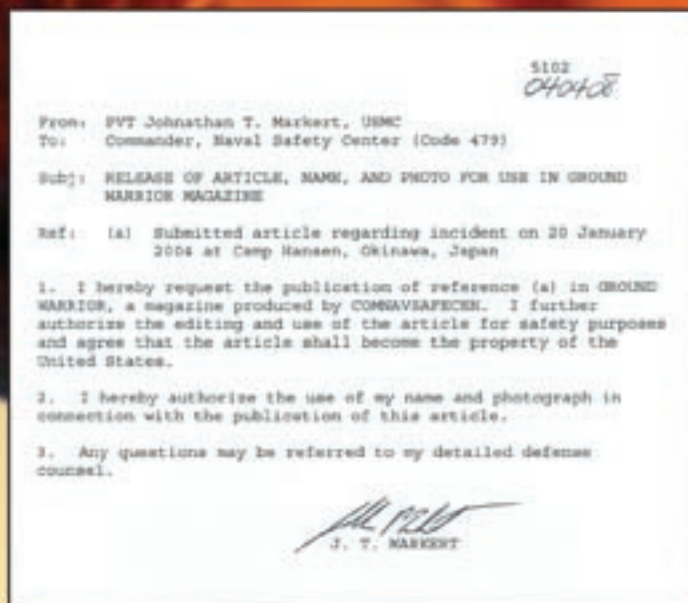 5102
040408
From: PVT Johnathan T. Markert, USMC
To: Commander, Naval Safety Center (Code 479)
Subj: RELEASE OF ARTICLE, NAME, AND PHOTO FOR USE IN GROUND
WARRIOR MAGAZINE
Ref: (a) Submitted article regarding incident on 20 January
2004 at Camp Hansen, Okinawa, Japan
1. I hereby request the publication of reference (a) in GROUND
WARRIOR, a magazine produced by COMNAVSAFECEN. I further
authorize the editing and use of the article for safety purposes
and agree that the article shall become the property of the
United States.
2. I hereby authorize the use of my name and photograph in
connection with the publication of this article.
3. Any questions may be referred to my detailed defense
counsel.
J. T. MARKERT